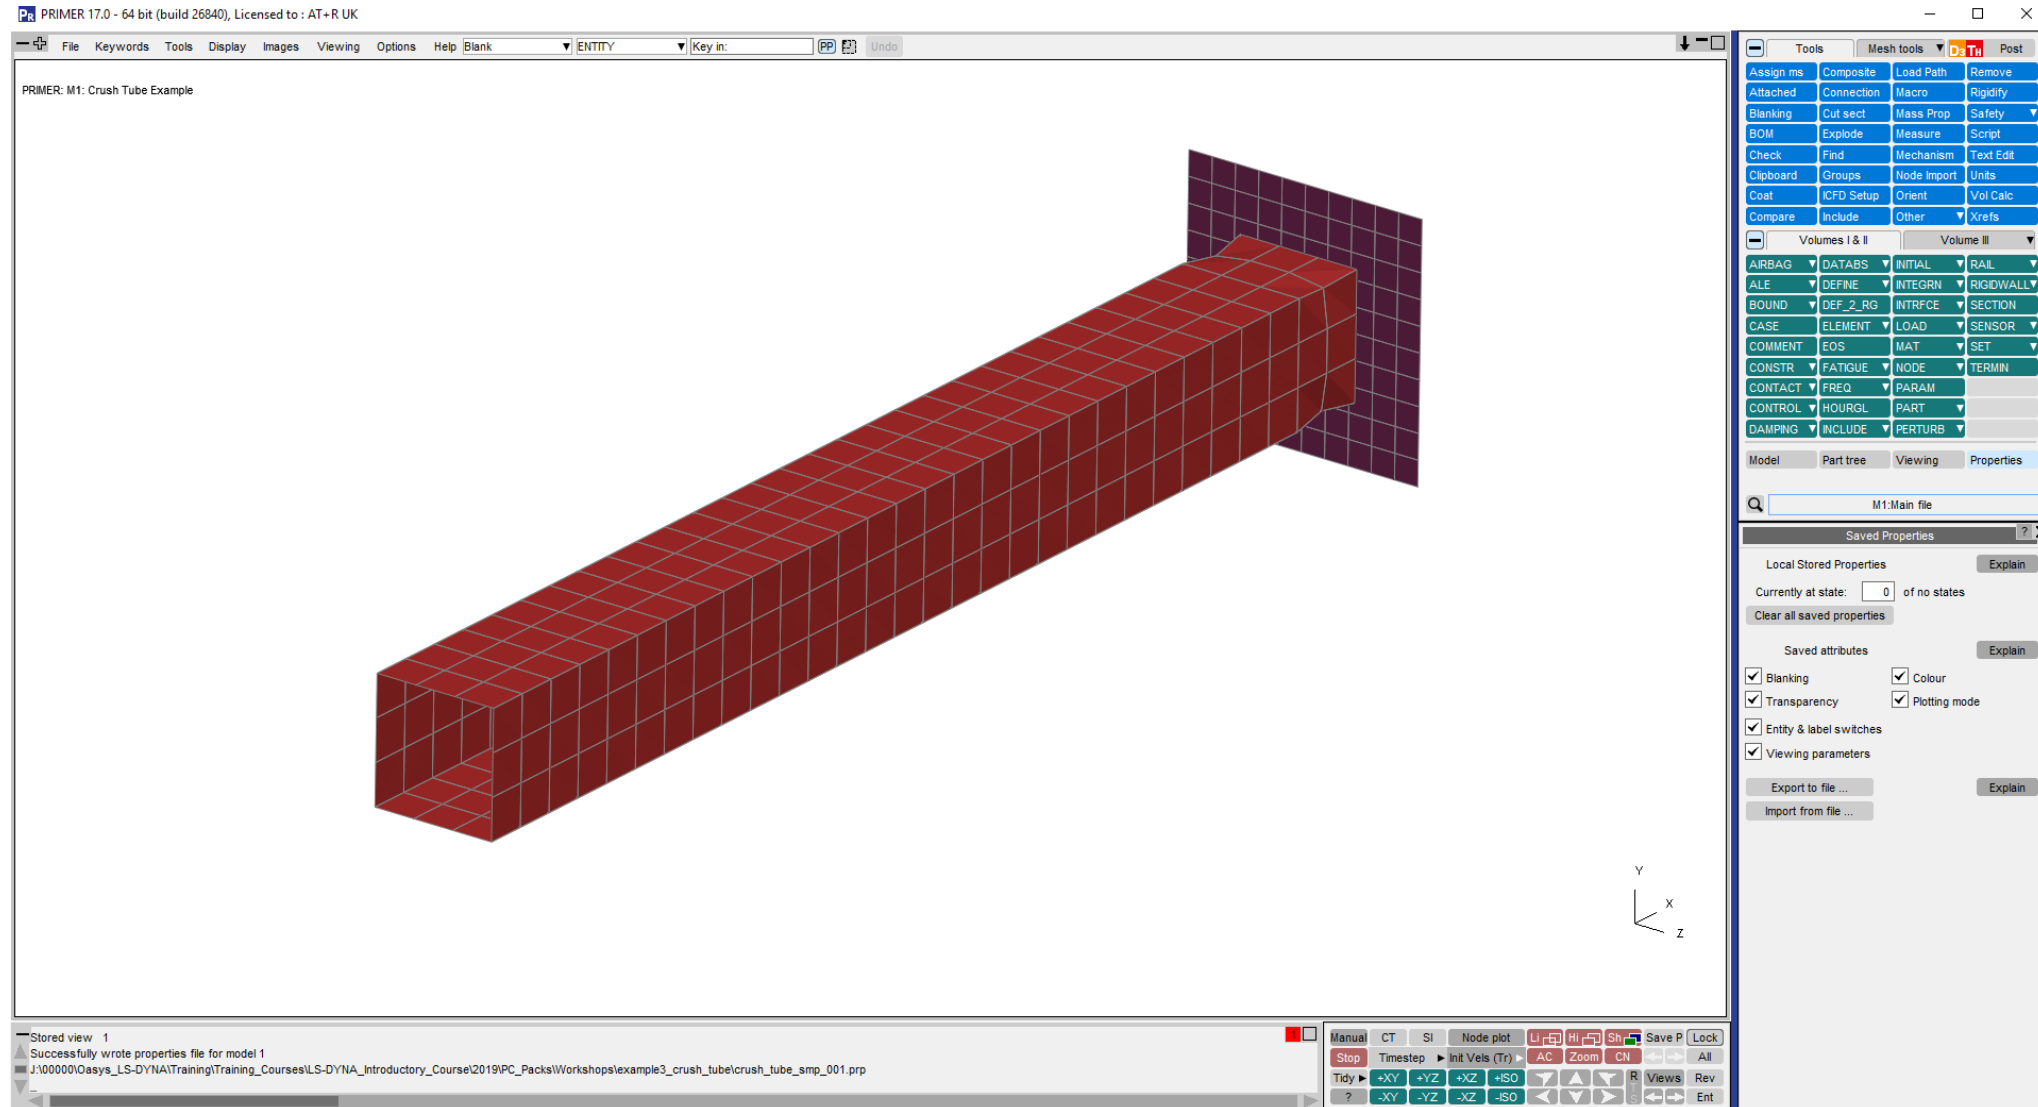 PR PRIMER 17.0 - 64 bit (build 26840), Licensed to : AT+R UK
File Keywords Tools Display Images Viewing Options Help Blank ENTITY Key in: PP Undo
PRIMER: M1: Crush Tube Example
Y
X
Z
Tools Mesh tools D3 TH Post
Assign ms Composite Load Path Remove
Attached Connection Macro Rigidify
Blanking Cut sect Mass Prop Safety
BOM Explode Measure Script
Check Find Mechanism Text Edit
Clipboard Groups Node Import Units
Coat ICFD Setup Orient Vol Calc
Compare Include Other Xrefs
Volumes I & II Volume III
AIRBAG DATABS INITIAL RAIL
ALE DEFINE INTEGRN RIGIDWALL
BOUND DEF_2_RG INTRFCE SECTION
CASE ELEMENT LOAD SENSOR
COMMENT EOS MAT SET
CONSTR FATIGUE NODE TERMIN
CONTACT FREQ PARAM
CONTROL HOURGL PART
DAMPING INCLUDE PERTURB
Model Part tree Viewing Properties
M1:Main file
Saved Properties ?
Local Stored Properties Explain
Currently at state: 0 of no states
Clear all saved properties
Saved attributes Explain
Blanking Colour
Transparency Plotting mode
Entity & label switches
Viewing parameters
Export to file ... Explain
Import from file ...
Stored view 1
Successfully wrote properties file for model 1
J:\00000\Oasys_LS-DYNA\Training\Training_Courses\LS-DYNA_Introductory_Course\2019\PC_Packs\Workshops\example3_crush_tube\crush_tube_smp_001.prp
1
Manual CT SI Node plot Li Hi Sh Save P Lock
Stop Timestep Init Vels (Tr) AC Zoom CN All
Tidy +XY +YZ +XZ +ISO R Views Rev
? -XY -YZ -XZ -ISO S Ent